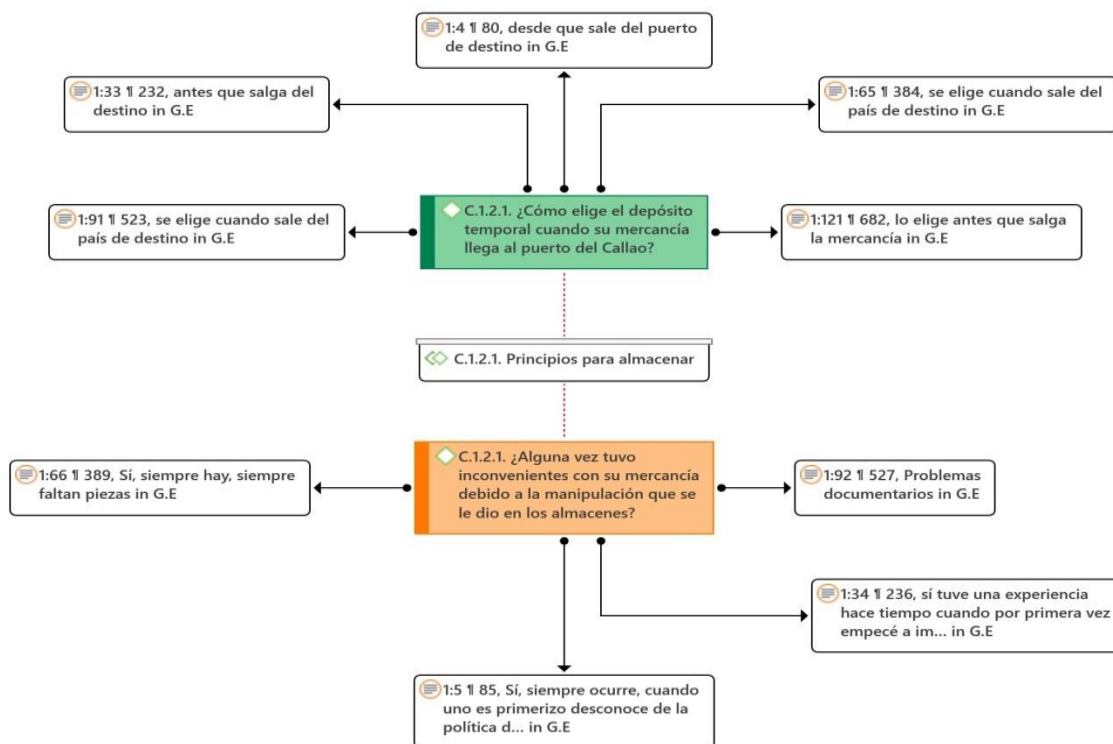 1:4 ¶ 80, desde que sale del puerto
de destino in G.E
1:33 ¶ 232, antes que salga del
destino in G.E
1:65 ¶ 384, se elige cuando sale del
país de destino in G.E
1:91 ¶ 523, se elige cuando sale del
país de destino in G.E
C.1.2.1. ¿Cómo elige el depósito
temporal cuando su mercancía
llega al puerto del Callao?
1:121 ¶ 682, lo elige antes que salga
la mercancía in G.E
C.1.2.1. Principios para almacenar
1:66 ¶ 389, Sí, siempre hay, siempre
faltan piezas in G.E
C.1.2.1. ¿Alguna vez tuvo
inconvenientes con su mercancía
debido a la manipulación que se
le dio en los almacenes?
1:92 ¶ 527, Problemas
documentarios in G.E
1:34 ¶ 236, sí tuve una experiencia
hace tiempo cuando por primera vez
empecé a im... in G.E
1:5 ¶ 85, Sí, siempre ocurre, cuando
uno es primerizo desconoce de la
política d... in G.E